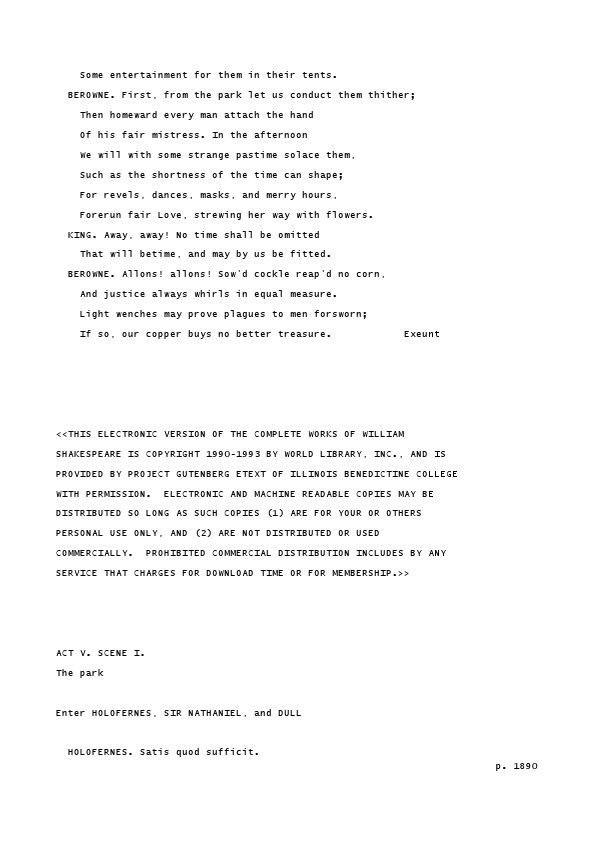 Some entertainment for them in their tents.
BEROWNE. First, from the park let us conduct them thither;
Then homeward every man attach the hand
Of his fair mistress. In the afternoon
We will with some strange pastime solace them,
Such as the shortness of the time can shape;
For revels, dances, masks, and merry hours,
Forerun fair Love, strewing her way with flowers.
KING. Away, away! No time shall be omitted
That will betime, and may by us be fitted.
BEROWNE. Allons! allons! Sow'd cockle reap'd no corn,
And justice always whirls in equal measure.
Light wenches may prove plagues to men forsworn;
If so, our copper buys no better treasure. Exeunt
<<THIS ELECTRONIC VERSION OF THE COMPLETE WORKS OF WILLIAM
SHAKESPEARE IS COPYRIGHT 1990-1993 BY WORLD LIBRARY, INC., AND IS
PROVIDED BY PROJECT GUTENBERG ETEXT OF ILLINOIS BENEDICTINE COLLEGE
WITH PERMISSION. ELECTRONIC AND MACHINE READABLE COPIES MAY BE
DISTRIBUTED SO LONG AS SUCH COPIES (1) ARE FOR YOUR OR OTHERS
PERSONAL USE ONLY, AND (2) ARE NOT DISTRIBUTED OR USED
COMMERCIALLY. PROHIBITED COMMERCIAL DISTRIBUTION INCLUDES BY ANY
SERVICE THAT CHARGES FOR DOWNLOAD TIME OR FOR MEMBERSHIP.>>
ACT V. SCENE I.
The park
Enter HOLOFERNES, SIR NATHANIEL, and DULL
HOLOFERNES. Satis quod sufficit.
p. 1890